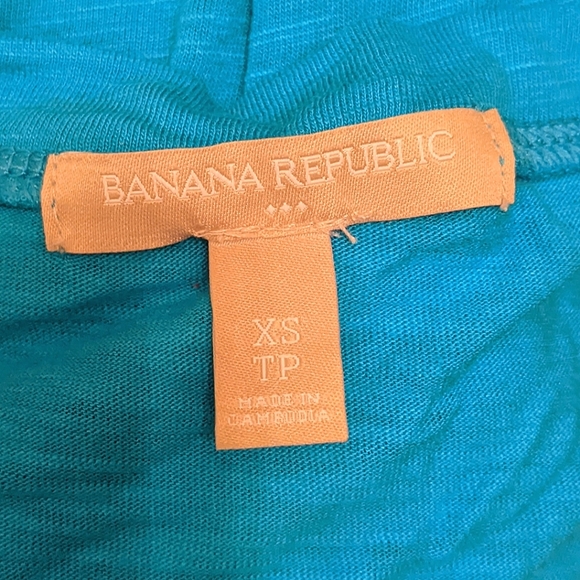 BANANA REPUBLIC
XS
TP
MADE IN
CAMBODIA